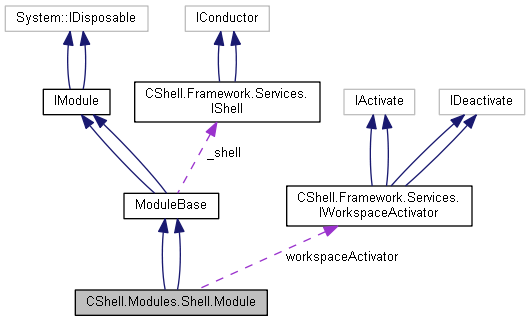 System::IDisposable
IConductor
IModule
CShell.Framework.Services.
IShell
IActivate
IDeactivate
_shell
ModuleBase
CShell.Framework.Services.
IWorkspaceActivator
workspaceActivator
CShell.Modules.Shell.Module